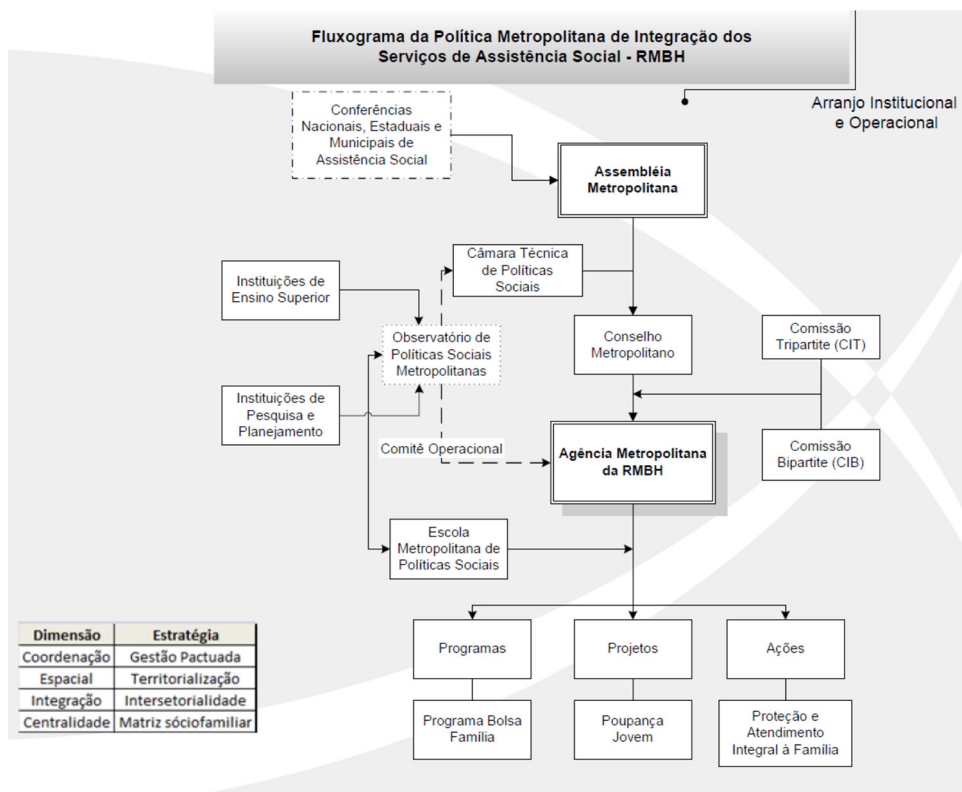 Fluxograma da Política Metropolitana de Integração dos
Serviços de Assistência Social - RMBH
Arranjo Institucional
e Operacional
Conferências
Nacionais, Estaduais e
Municipais de
Assistência Social
Assembléia
Metropolitana
Câmara Técnica
de Políticas
Sociais
Instituições de
Ensino Superior
Observatório de
Políticas Sociais
Metropolitanas
Conselho
Metropolitano
Comissão
Tripartite (CIT)
Instituições de
Pesquisa e
Planejamento
Comitê Operacional
Agência Metropolitana
da RMBH
Comissão
Bipartite (CIB)
Escola
Metropolitana de
Políticas Sociais
Programas
Projetos
Ações
Programa Bolsa
Família
Poupança
Jovem
Proteção e
Atendimento
Integral à Família
Dimensão Estratégia
Coordenação Gestão Pactuada
Espacial Territorialização
Integração Intersetorialidade
Centralidade Matriz sóciofamiliar